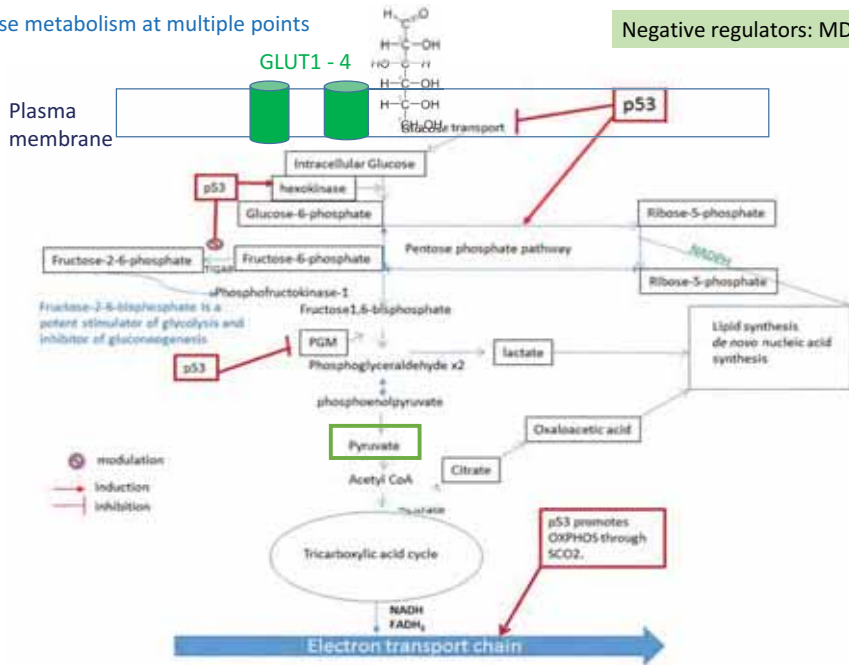 se metabolism at multiple points
Negative regulators: MD
GLUT1 - 4
H
O
H-C-OH
HO-C-H
H-C-OH
H-C-OH
CH₂OH
Plasma
membrane
p53
Glucose transport
Intracellular Glucose
p53
hexokinase
Glucose-6-phosphate
Ribose-5-phosphate
Pentose phosphate pathway
NADPH
Fructose-2-6-phosphate
TIGAR
Fructose-6-phosphate
Ribose-5-phosphate
Phosphofructokinase-1
Fructose-2-6-bisphosphate is a
potent stimulator of glycolysis and
inhibitor of gluconeogenesis
Fructose1,6-bisphosphate
PGM
p53
Phosphoglyceraldehyde x2
lactate
Lipid synthesis
de novo nucleic acid
synthesis
phosphoenolpyruvate
Oxaloacetic acid
Pyruvate
Citrate
Acetyl CoA
modulation
induction
inhibition
p53 promotes
OXPHOS through
SCO2.
Tricarboxylic acid cycle
NADH
FADH₂
Electron transport chain